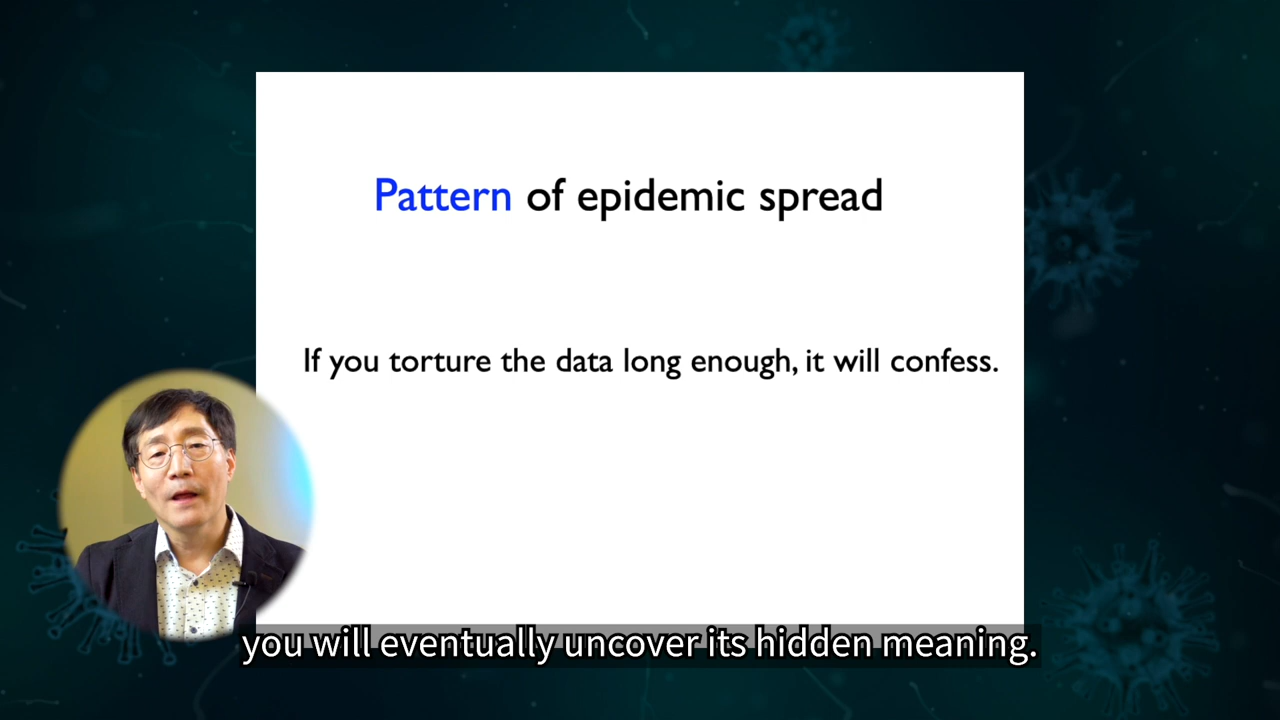 Pattern of epidemic spread
If you torture the data long enough, it will confess.
you will eventually uncover its hidden meaning.